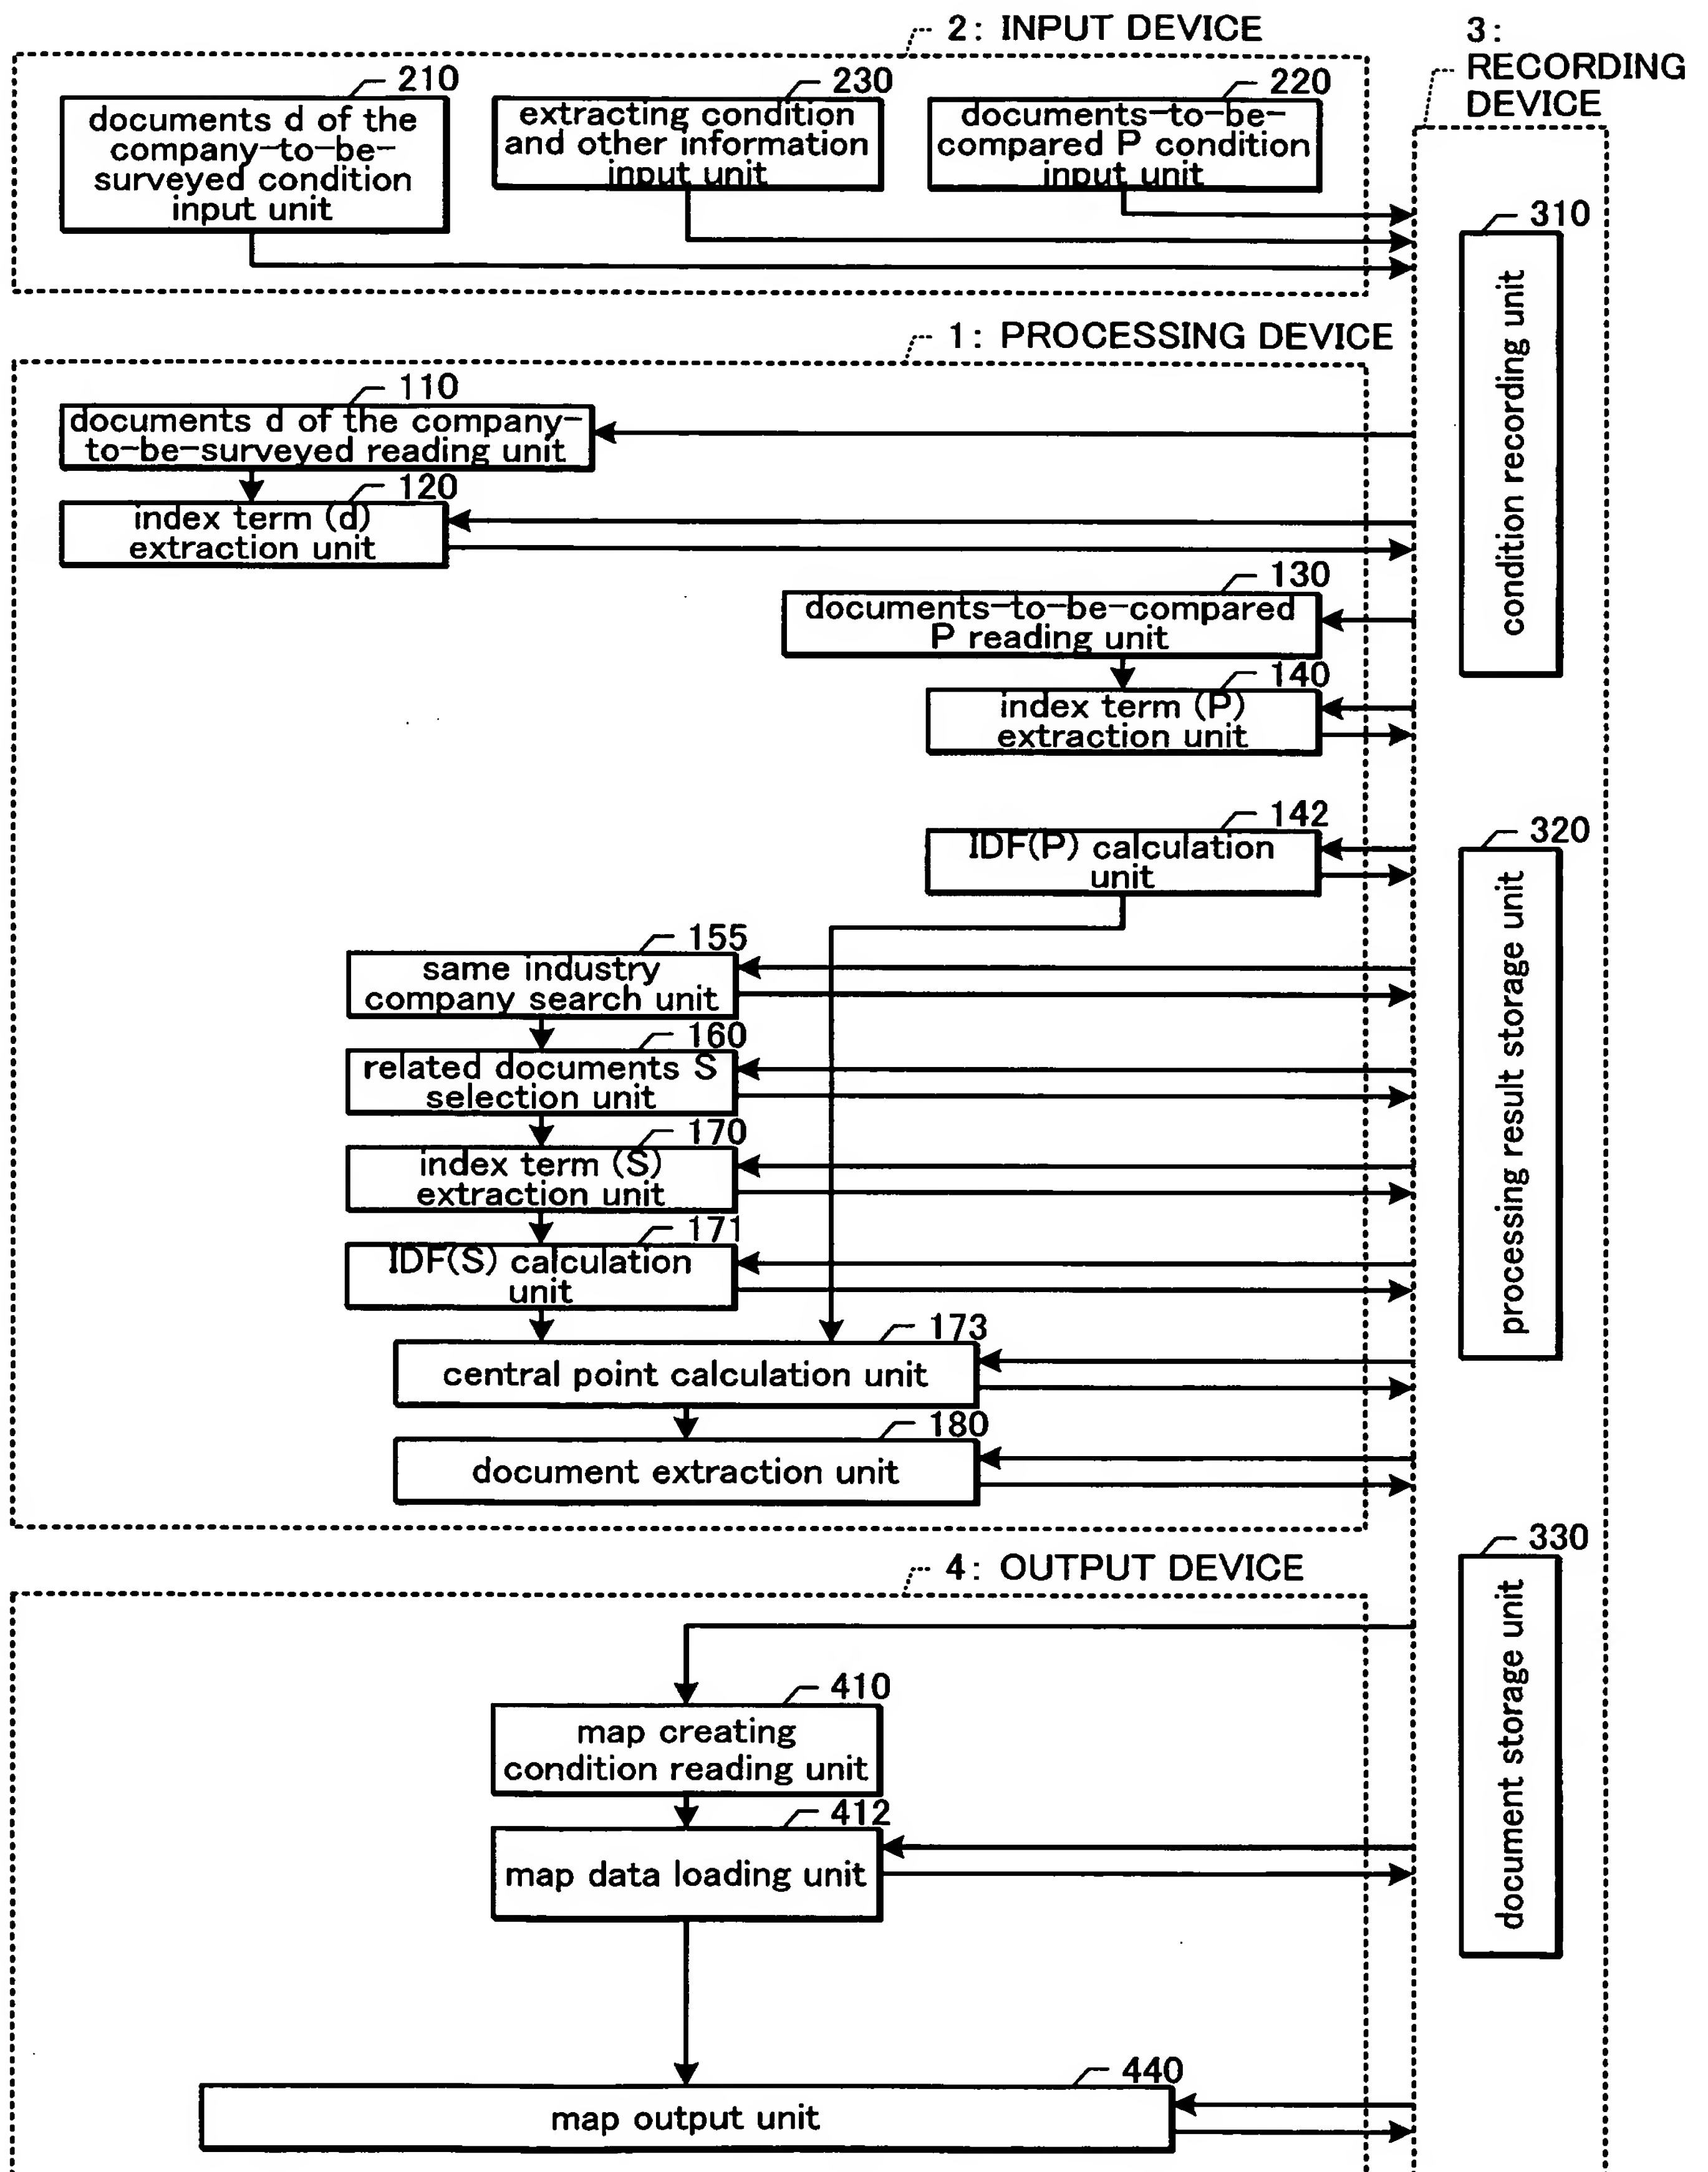 2: INPUT DEVICE
3:
RECORDING
DEVICE
210
documents d of the
company-to-be-
surveyed condition
input unit
230
extracting condition
and other information
input unit
220
documents-to-be-
compared P condition
input unit
310
condition recording unit
1: PROCESSING DEVICE
110
documents d of the company-
to-be-surveyed reading unit
120
index term (d)
extraction unit
130
documents-to-be-compared
P reading unit
140
index term (P)
extraction unit
142
IDF(P) calculation
unit
320
processing result storage unit
155
same industry
company search unit
160
related documents S
selection unit
170
index term (S)
extraction unit
171
IDF(S) calculation
unit
173
central point calculation unit
180
document extraction unit
330
document storage unit
4: OUTPUT DEVICE
410
map creating
condition reading unit
412
map data loading unit
440
map output unit